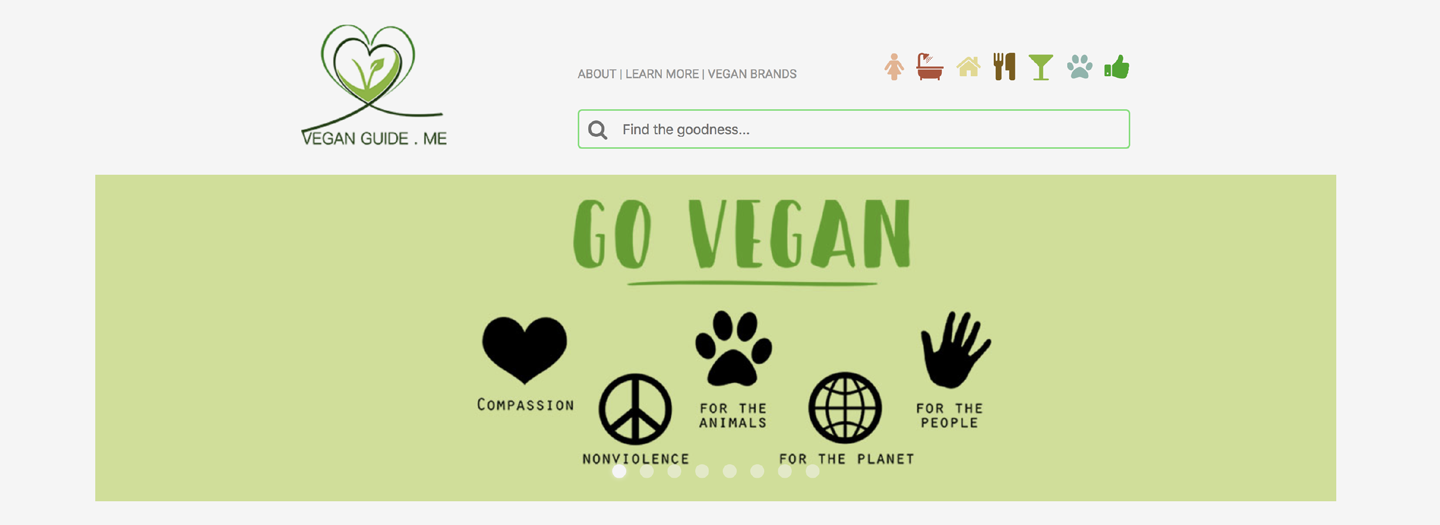 VEGAN GUIDE . ME
ABOUT | LEARN MORE | VEGAN BRANDS
Find the goodness...
GO VEGAN
COMPASSION
NONVIOLENCE
FOR THE
ANIMALS
FOR THE PLANET
FOR THE
PEOPLE